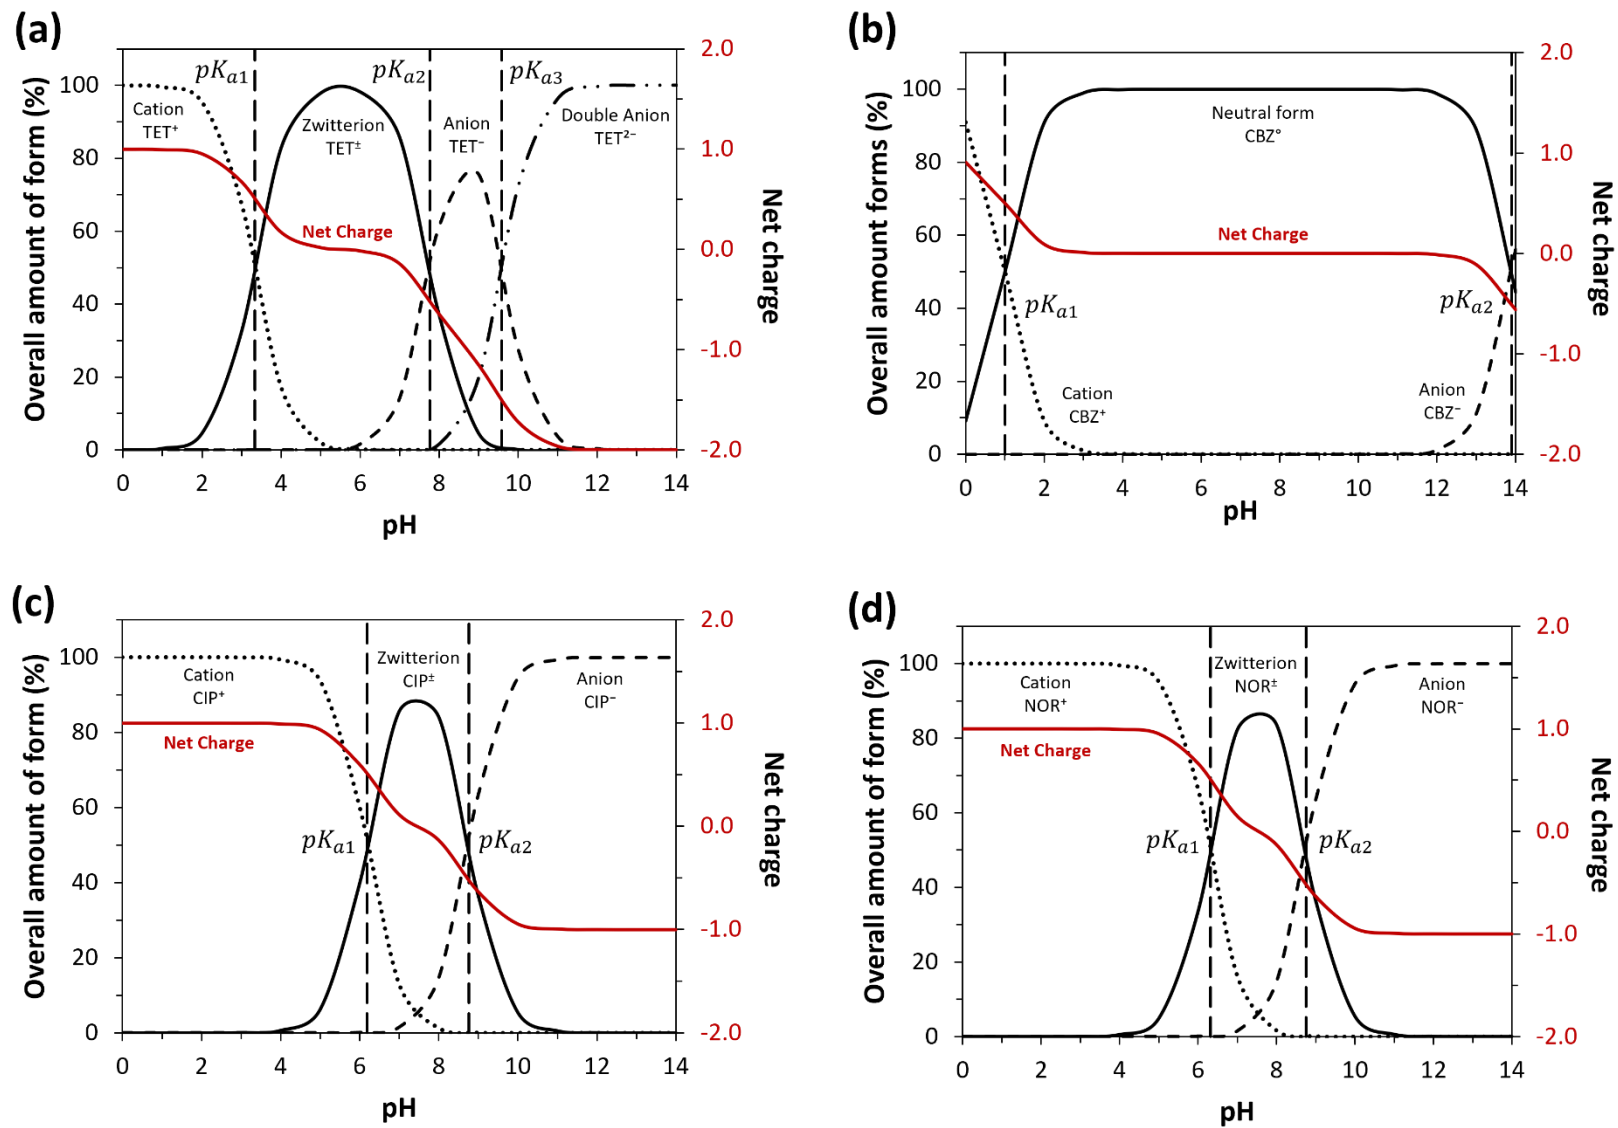 (a)
2.0
1.0
0.0
-1.0
-2.0
Net charge
100
80
60
40
20
0
Overall amount of form (%)
pKa1
pKa2
pKa3
Cation
TET⁺
Zwitterion
TET±
Anion
TET⁻
Double Anion
TET²⁻
Net Charge
0 2 4 6 8 10 12 14
pH
(b)
2.0
1.0
0.0
-1.0
-2.0
Net charge
100
80
60
40
20
0
Overall amount forms (%)
Neutral form
CBZ°
Net Charge
pKa1
pKa2
Cation
CBZ⁺
Anion
CBZ⁻
0 2 4 6 8 10 12 14
pH
(c)
2.0
1.0
0.0
-1.0
-2.0
Net charge
100
80
60
40
20
0
Overall amount of form (%)
Cation
CIP⁺
Zwitterion
CIP±
Anion
CIP⁻
Net Charge
pKa1
pKa2
0 2 4 6 8 10 12 14
pH
(d)
2.0
1.0
0.0
-1.0
-2.0
Net charge
100
80
60
40
20
0
Overall amount of form (%)
Cation
NOR⁺
Zwitterion
NOR±
Anion
NOR⁻
Net Charge
pKa1
pKa2
0 2 4 6 8 10 12 14
pH